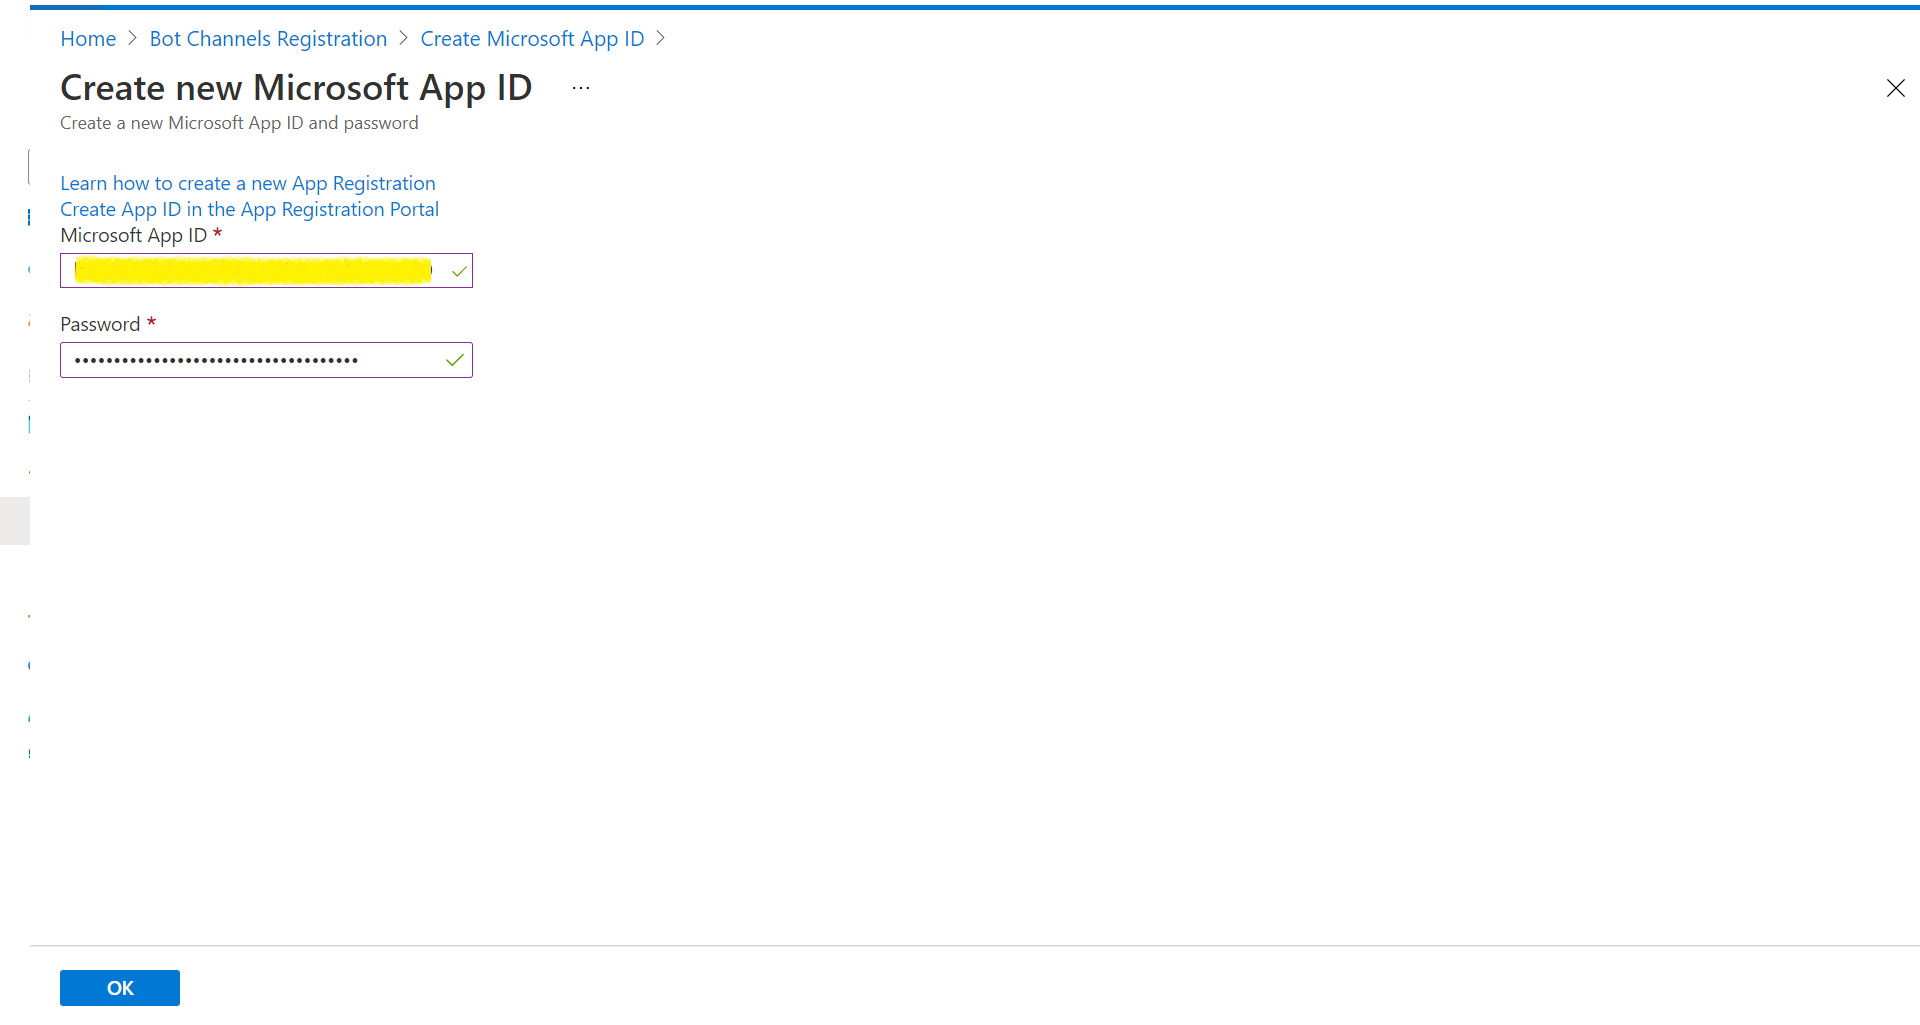 Home > Bot Channels Registration > Create Microsoft App ID >
Create new Microsoft App ID ...
Create a new Microsoft App ID and password
Learn how to create a new App Registration
Create App ID in the App Registration Portal
Microsoft App ID *
Password *
••••••••••••••••••••••••••••••••••••
OK